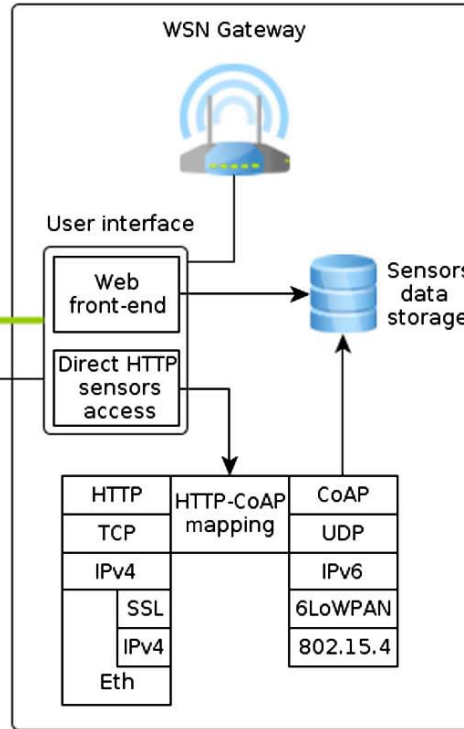 WSN Gateway
User interface
Web
front-end
Direct HTTP
sensors
access
Sensors
data
storage
HTTP
TCP
IPv4
SSL
IPv4
Eth
HTTP-CoAP
mapping
CoAP
UDP
IPv6
6LoWPAN
802.15.4